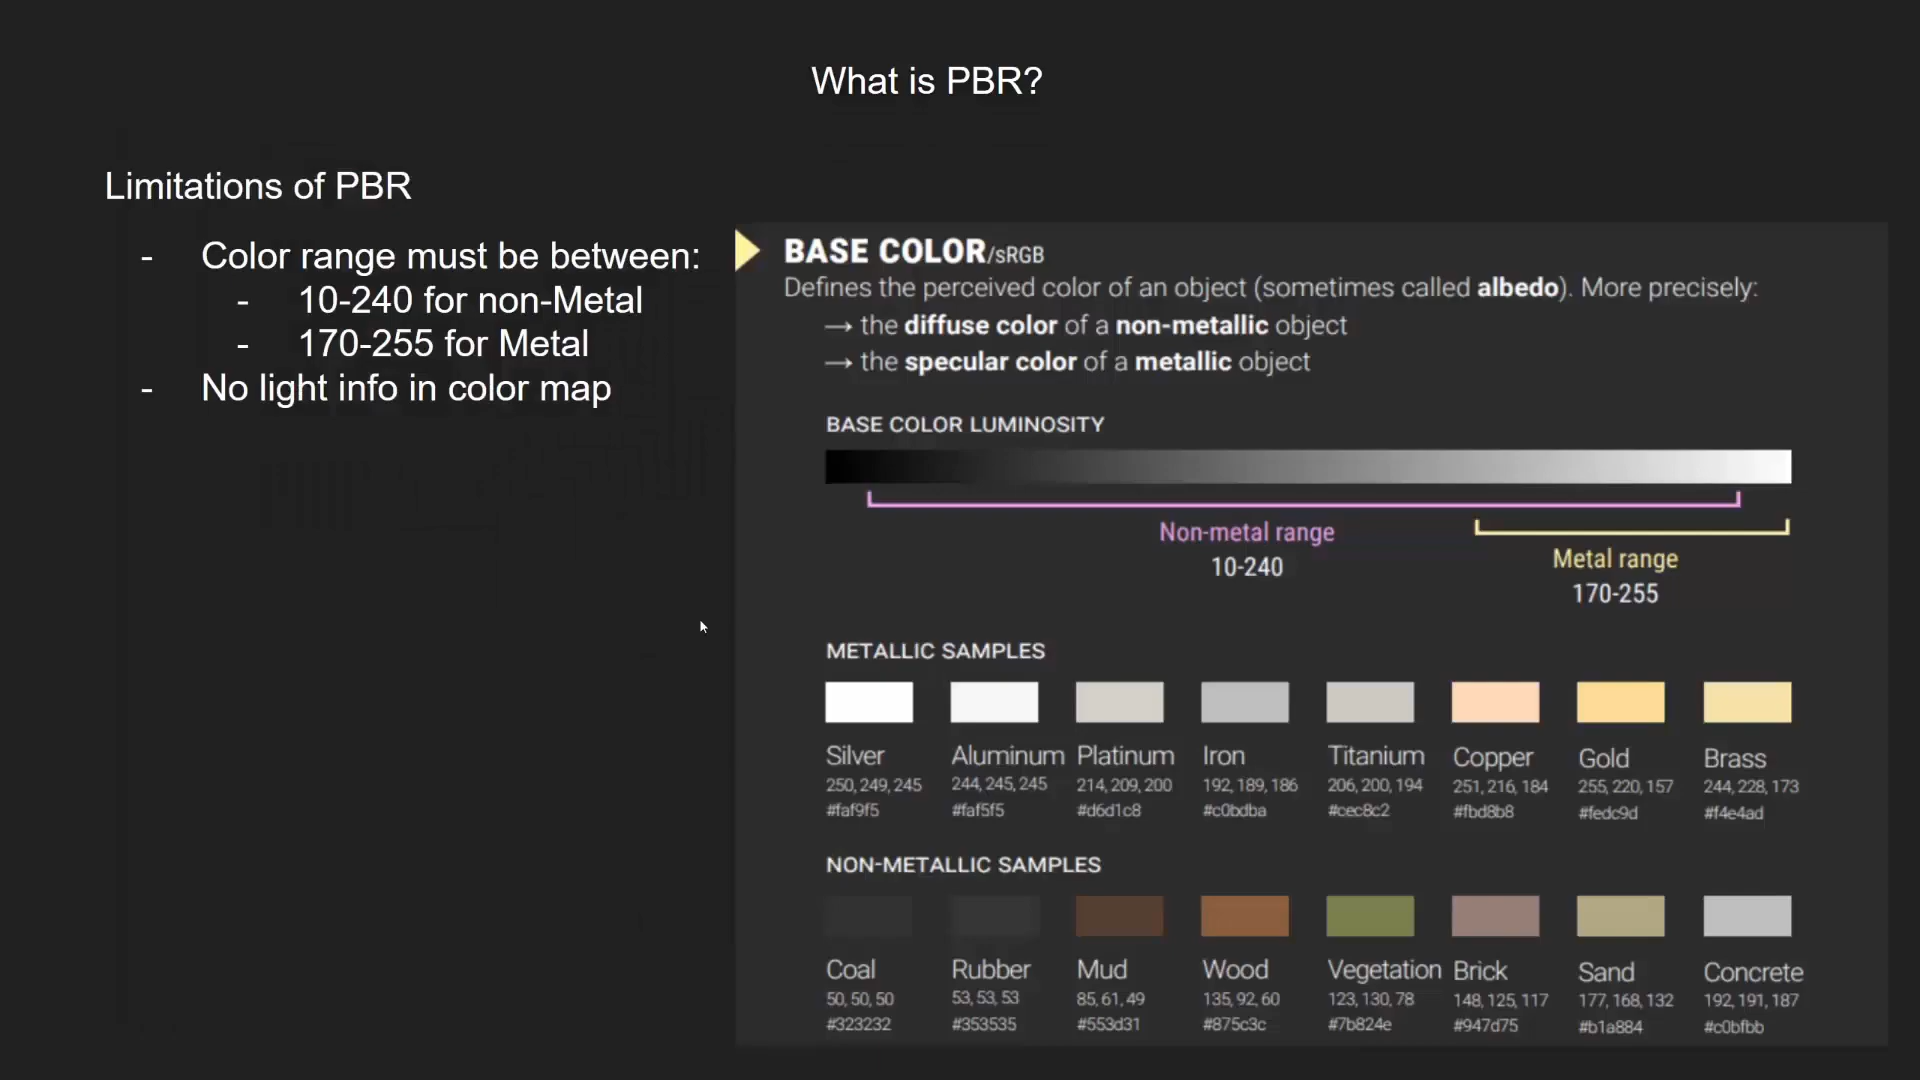 What is PBR?
Limitations of PBR
- Color range must be between:
- 10-240 for non-Metal
- 170-255 for Metal
- No light info in color map
BASE COLOR/sRGB
Defines the perceived color of an object (sometimes called albedo). More precisely:
→ the diffuse color of a non-metallic object
→ the specular color of a metallic object
BASE COLOR LUMINOSITY
Non-metal range
10-240
Metal range
170-255
METALLIC SAMPLES
Silver Aluminum Platinum Iron Titanium Copper Gold Brass
250, 249, 245 244, 245, 245 214, 209, 200 192, 189, 186 206, 200, 194 251, 216, 184 255, 220, 157 244, 228, 173
#faf9f5 #faf5f5 #d6d1c8 #c0bdba #cec8c2 #fbd8b8 #fedc9d #f4e4ad
NON-METALLIC SAMPLES
Coal Rubber Mud Wood Vegetation Brick Sand Concrete
50, 50, 50 53, 53, 53 85, 61, 49 135, 92, 60 123, 130, 78 148, 125, 117 177, 168, 132 192, 191, 187
#323232 #353535 #553d31 #875c3c #7b824e #947d75 #b1a884 #c0bfbb